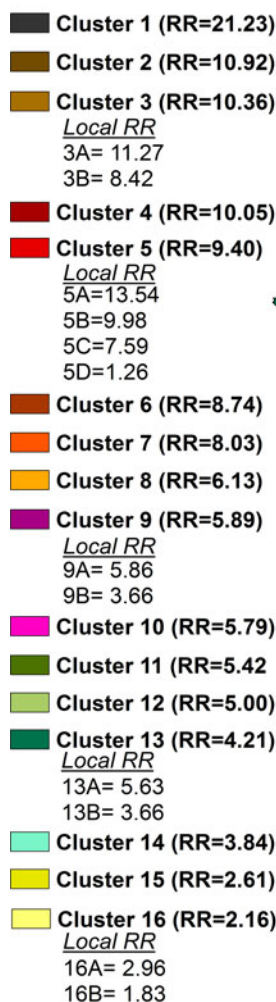 Cluster 1 (RR=21.23)
Cluster 2 (RR=10.92)
Cluster 3 (RR=10.36)
Local RR
3A= 11.27
3B= 8.42
Cluster 4 (RR=10.05)
Cluster 5 (RR=9.40)
Local RR
5A=13.54
5B=9.98
5C=7.59
5D=1.26
Cluster 6 (RR=8.74)
Cluster 7 (RR=8.03)
Cluster 8 (RR=6.13)
Cluster 9 (RR=5.89)
Local RR
9A= 5.86
9B= 3.66
Cluster 10 (RR=5.79)
Cluster 11 (RR=5.42
Cluster 12 (RR=5.00)
Cluster 13 (RR=4.21)
Local RR
13A= 5.63
13B= 3.66
Cluster 14 (RR=3.84)
Cluster 15 (RR=2.61)
Cluster 16 (RR=2.16)
Local RR
16A= 2.96
16B= 1.83